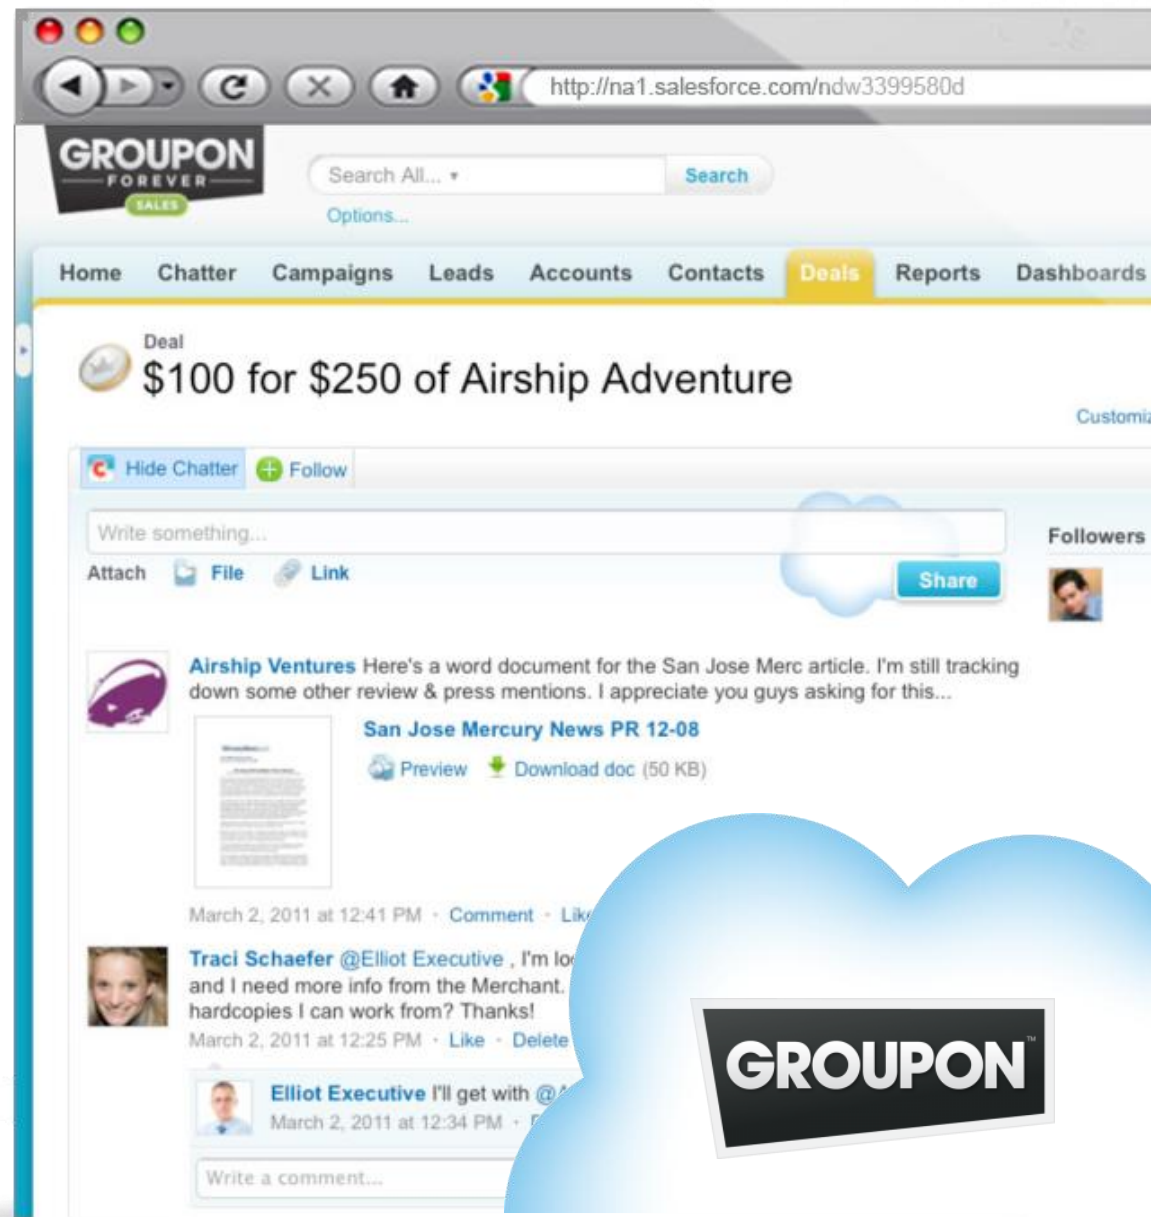 http://na1.salesforce.com/ndw3399580d
GROUPON
FOREVER
SALES
Search All...
Search
Options...
Home Chatter Campaigns Leads Accounts Contacts Deals Reports Dashboards
Deal
$100 for $250 of Airship Adventure
Customiz
Hide Chatter Follow
Write something...
Followers
Attach File Link
Share
Airship Ventures Here's a word document for the San Jose Merc article. I'm still tracking
down some other review & press mentions. I appreciate you guys asking for this...
San Jose Mercury News PR 12-08
Preview Download doc (50 KB)
March 2, 2011 at 12:41 PM · Comment · Like
Traci Schaefer @Elliot Executive , I'm lo
and I need more info from the Merchant.
hardcopies I can work from? Thanks!
March 2, 2011 at 12:25 PM · Like · Delete
Elliot Executive I'll get with @A
March 2, 2011 at 12:34 PM ·
Write a comment...
GROUPON™